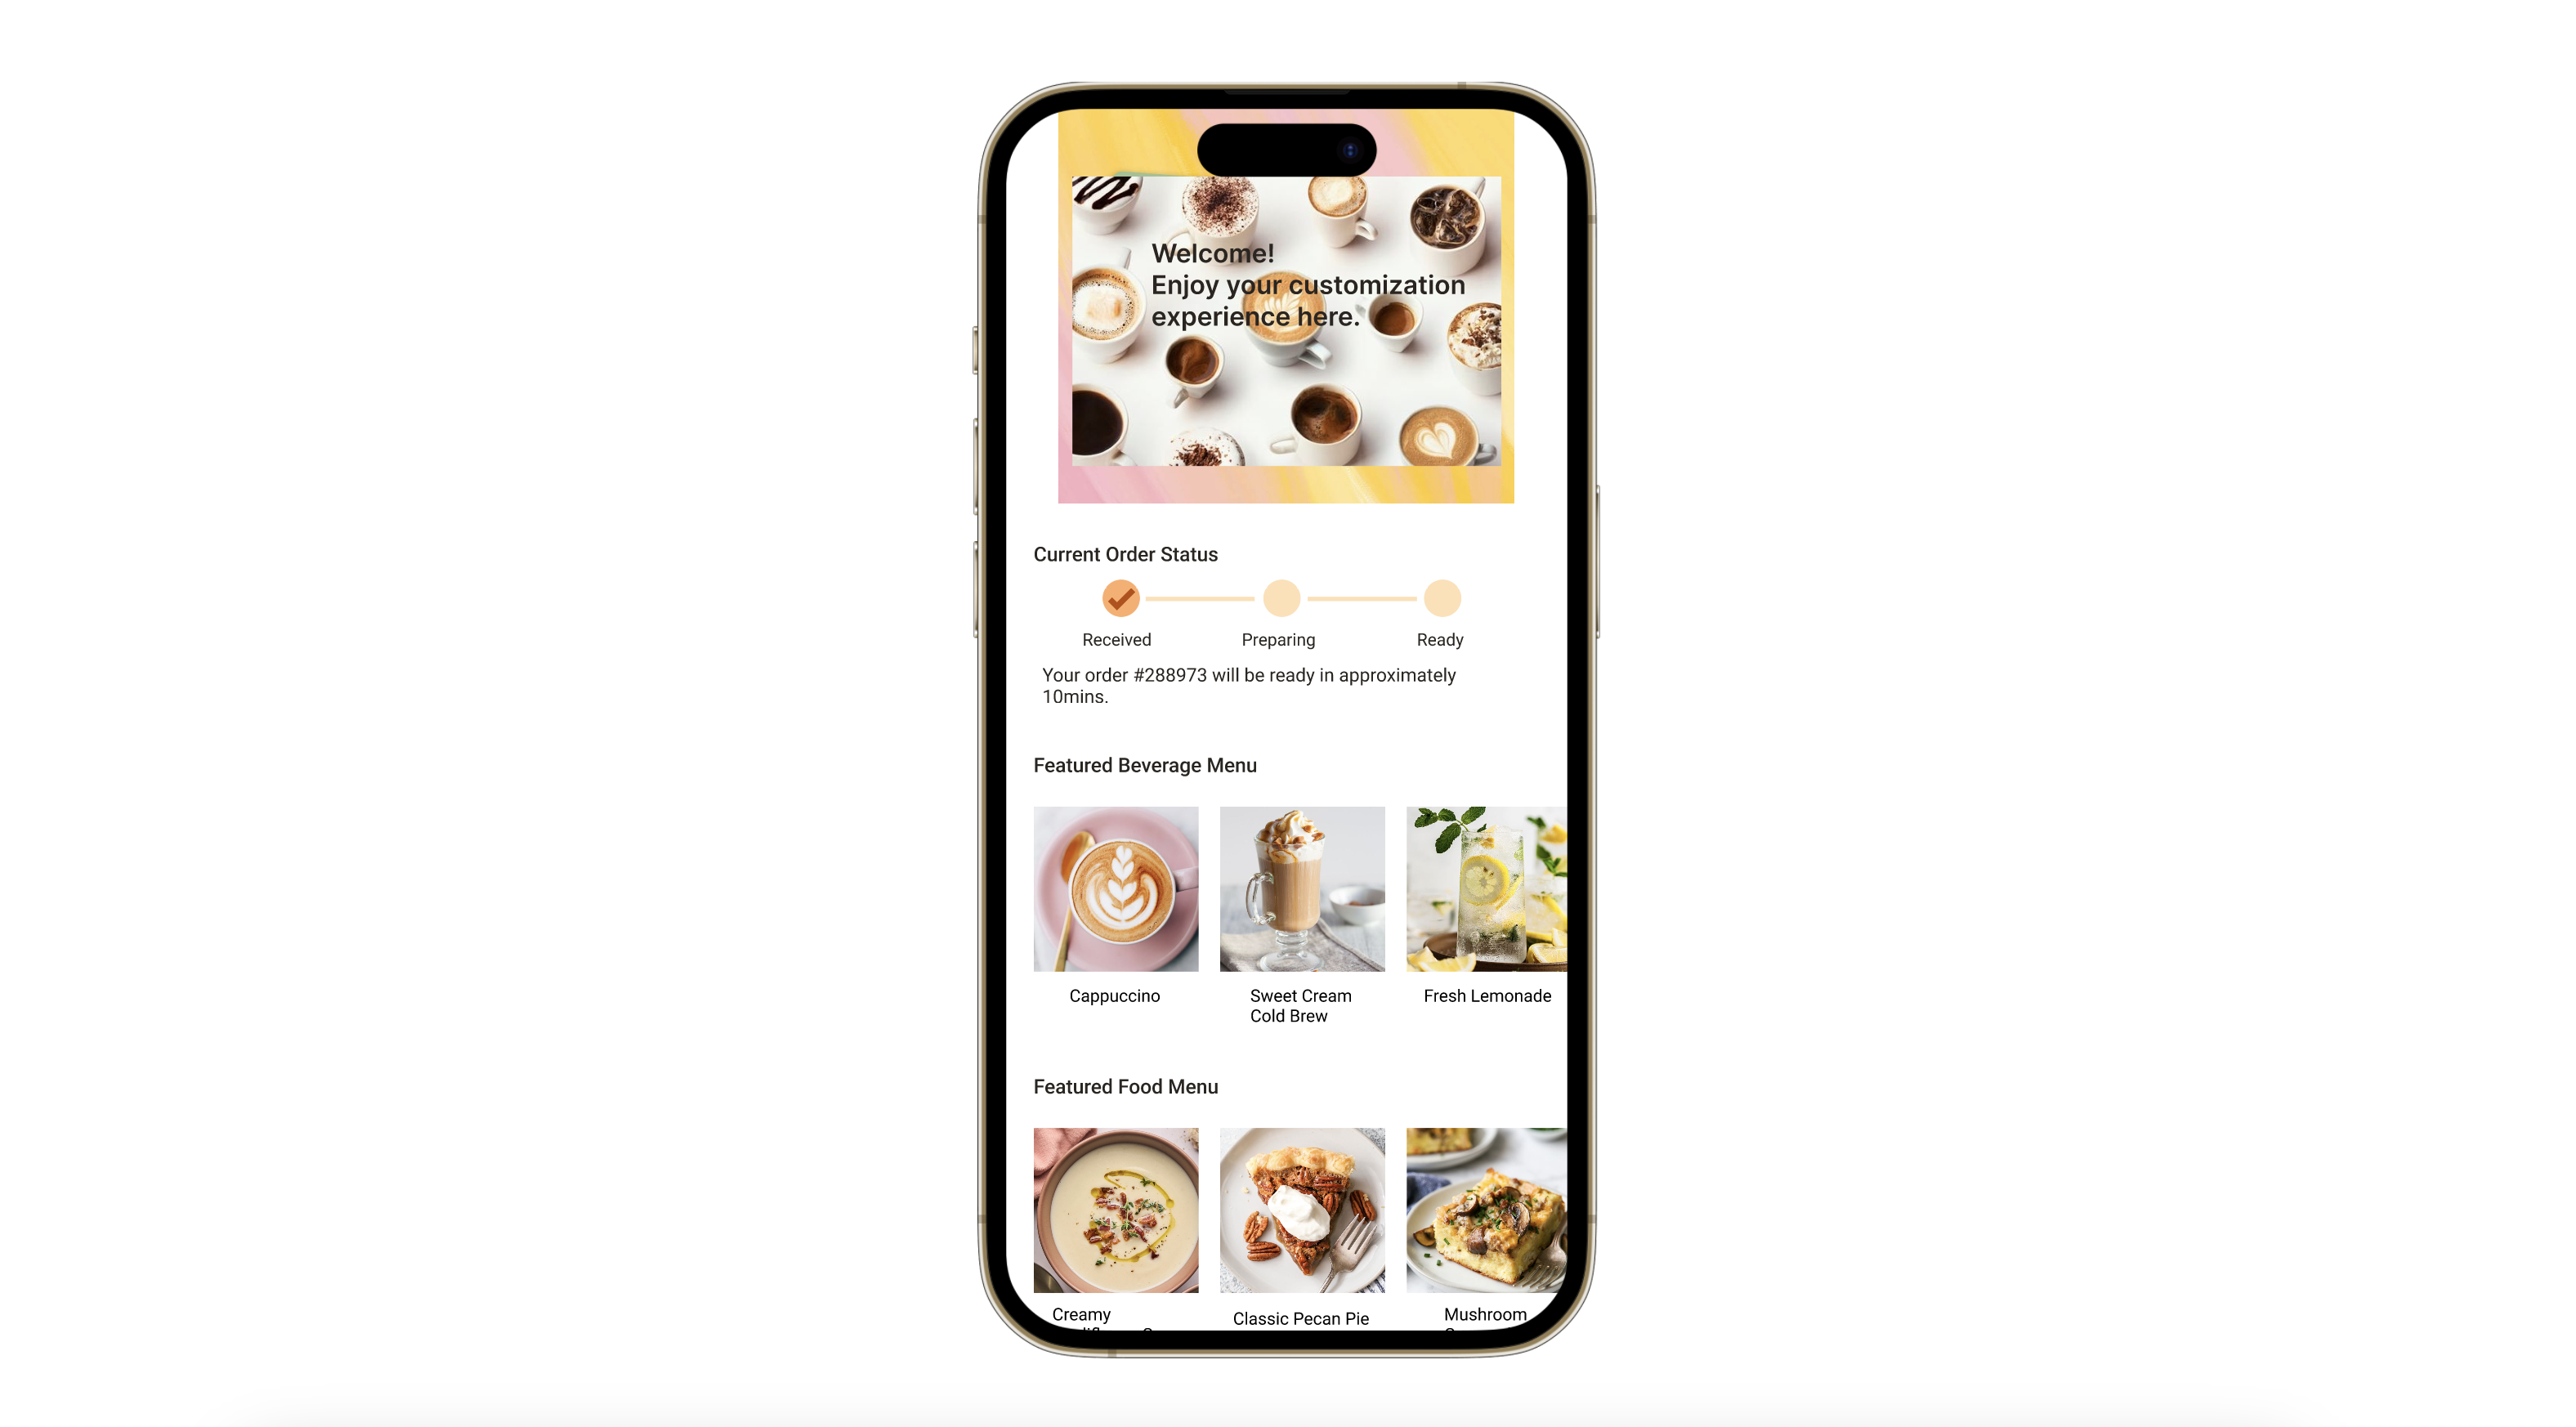 Welcome!
Enjoy your customization
experience here.
Current Order Status
Received Preparing Ready
Your order #288973 will be ready in approximately
10mins.
Featured Beverage Menu
Cappuccino Sweet Cream Fresh Lemonade
Cold Brew
Featured Food Menu
Creamy Classic Pecan Pie Mushroom